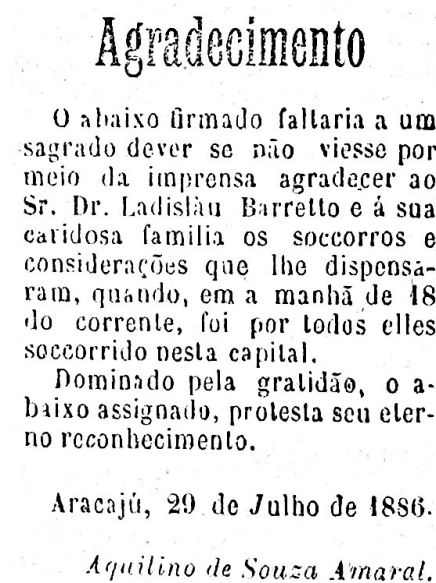 Agradecimento
O abaixo firmado faltaria a um
sagrado dever se não viesse por
meio da imprensa agradecer ao
Sr. Dr. Ladislàu Barretto e á sua
caridosa familia os soccorros e
considerações que lhe dispensá-
ram, quando, em a manhã de 18
do corrente, foi por todos elles
soccorrido nesta capital.
Dominado pela gratidão, o a-
baixo assignado, protesta seu eter-
no reconhecimento.
Aracajú, 29 de Julho de 1886.
Aquilino de Souza Amaral.